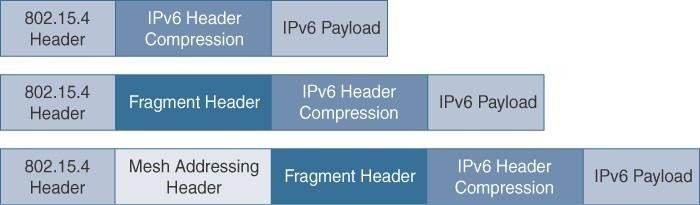 802.15.4
Header
IPv6 Header
Compression
IPv6 Payload
802.15.4
Header
Fragment Header
IPv6 Header
Compression
IPv6 Payload
802.15.4
Header
Mesh Addressing
Header
Fragment Header
IPv6 Header
Compression
IPv6 Payload